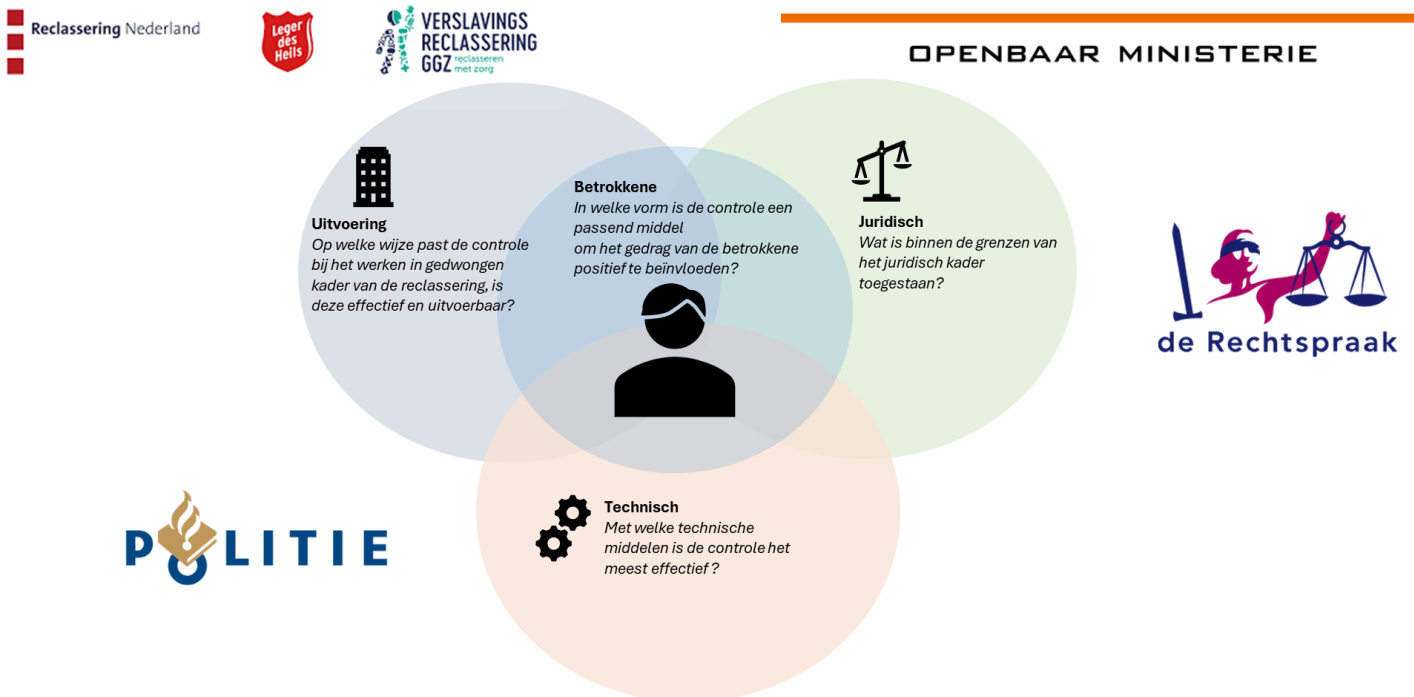 Reclassering Nederland
Leger
des
Heils
VERSLAVINGS
RECLASSERING
GGZ reclasseren
met zorg
OPENBAAR MINISTERIE
Uitvoering
Op welke wijze past de controle
bij het werken in gedwongen
kader van de reclassering, is
deze effectief en uitvoerbaar?
Betrokkene
In welke vorm is de controle een
passend middel
om het gedrag van de betrokkene
positief te beïnvloeden?
Juridisch
Wat is binnen de grenzen van
het juridisch kader
toegestaan?
de Rechtspraak
POLITIE
Technisch
Met welke technische
middelen is de controle het
meest effectief ?